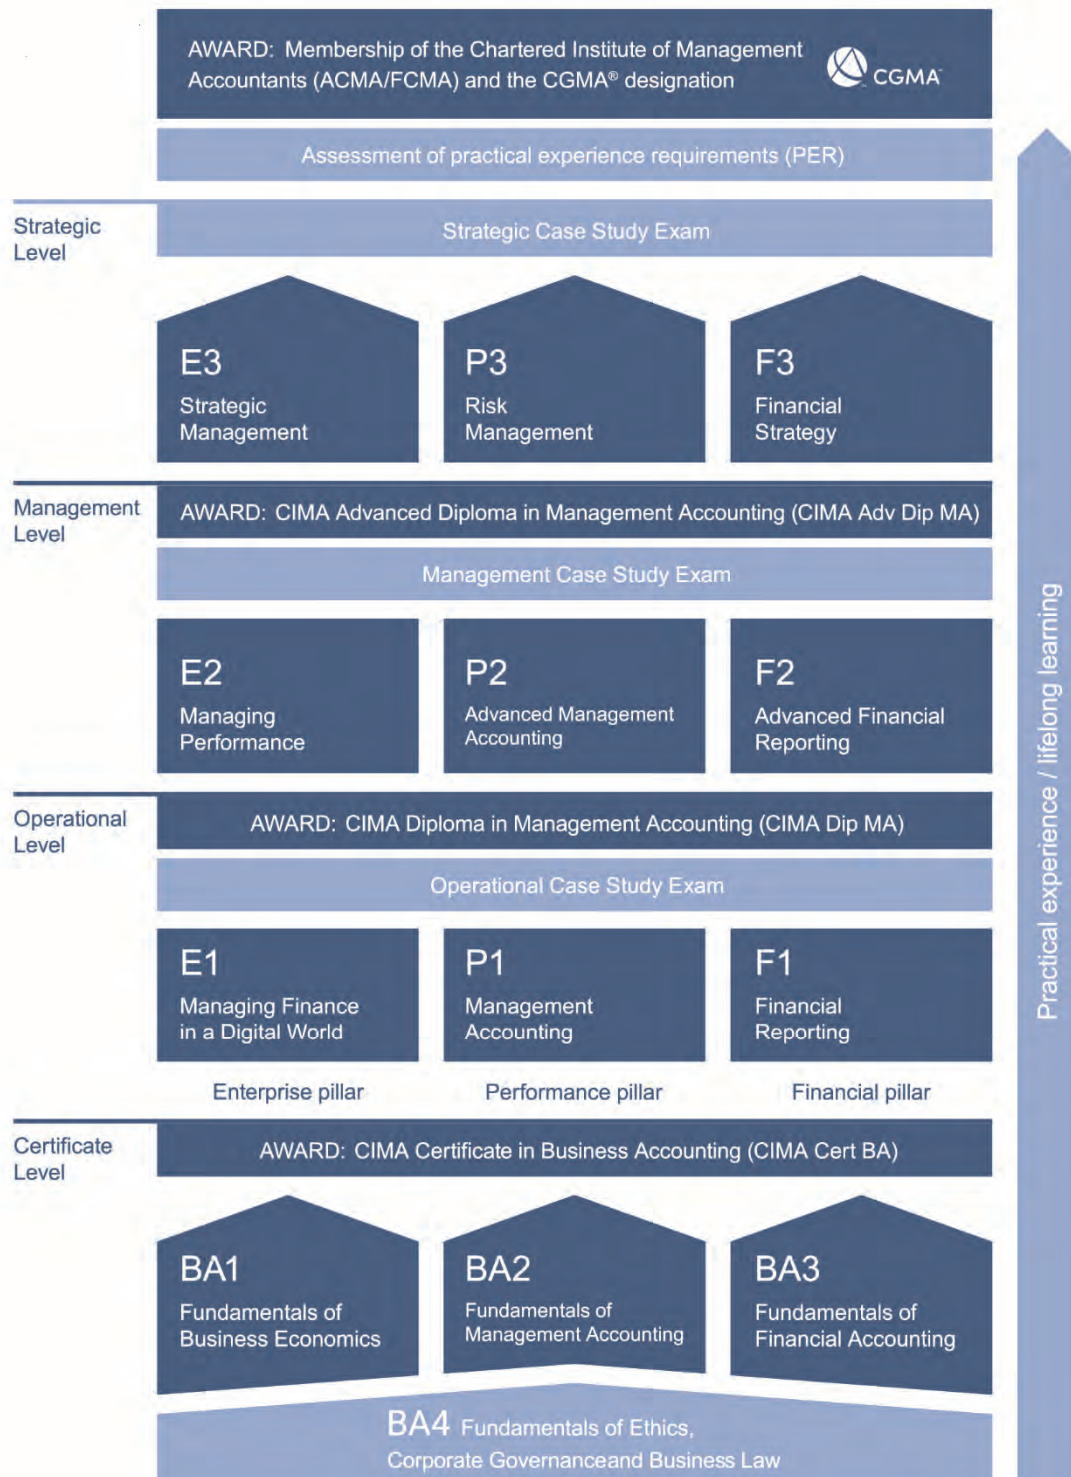 AWARD: Membership of the Chartered Institute of Management
Accountants (ACMA/FCMA) and the CGMA® designation
CGMA™
Assessment of practical experience requirements (PER)
Strategic
Level
Strategic Case Study Exam
E3
Strategic
Management
P3
Risk
Management
F3
Financial
Strategy
Management
Level
AWARD: CIMA Advanced Diploma in Management Accounting (CIMA Adv Dip MA)
Management Case Study Exam
E2
Managing
Performance
P2
Advanced Management
Accounting
F2
Advanced Financial
Reporting
Operational
Level
AWARD: CIMA Diploma in Management Accounting (CIMA Dip MA)
Operational Case Study Exam
E1
Managing Finance
in a Digital World
P1
Management
Accounting
F1
Financial
Reporting
Enterprise pillar
Performance pillar
Financial pillar
Certificate
Level
AWARD: CIMA Certificate in Business Accounting (CIMA Cert BA)
BA1
Fundamentals of
Business Economics
BA2
Fundamentals of
Management Accounting
BA3
Fundamentals of
Financial Accounting
BA4 Fundamentals of Ethics,
Corporate Governanceand Business Law
Practical experience / lifelong learning